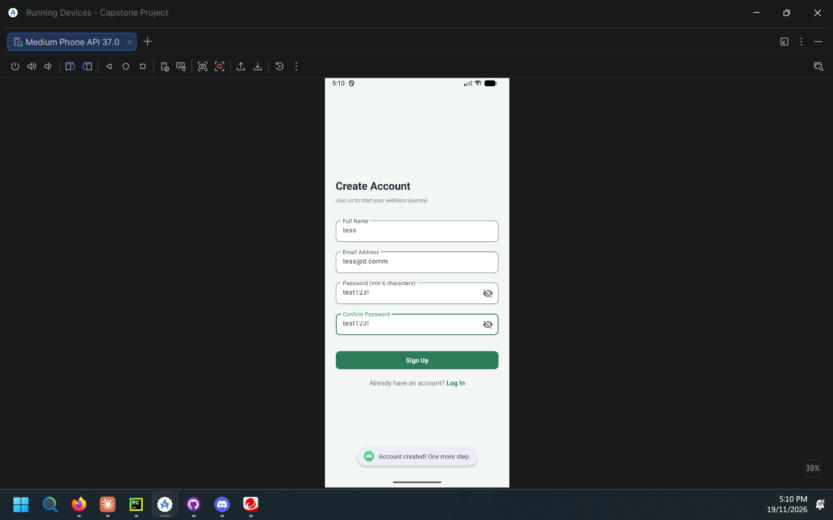 Running Devices - Capstone Project
Medium Phone API 37.0
5:10
Create Account
Join us to start your wellness journey!
Full Name
tess
Email Address
tess@d.comm
Password (min 6 characters)
test123!
Confirm Password
test123!
Sign Up
Already have an account? Log In
Account created! One more step.
39%
PC
5:10 PM
19/11/2026